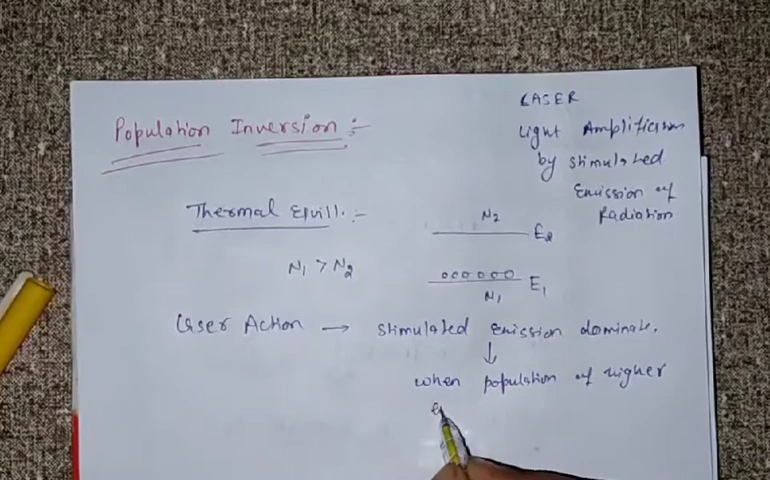 LASER
Light Amplification
by stimulated
Emission of
Radiation
Population Inversion :-
Thermal Equill. :-
N2
E2
N1 > N2
E1
N1
Laser Action → stimulated Emission dominate.
↓
when population of higher
e